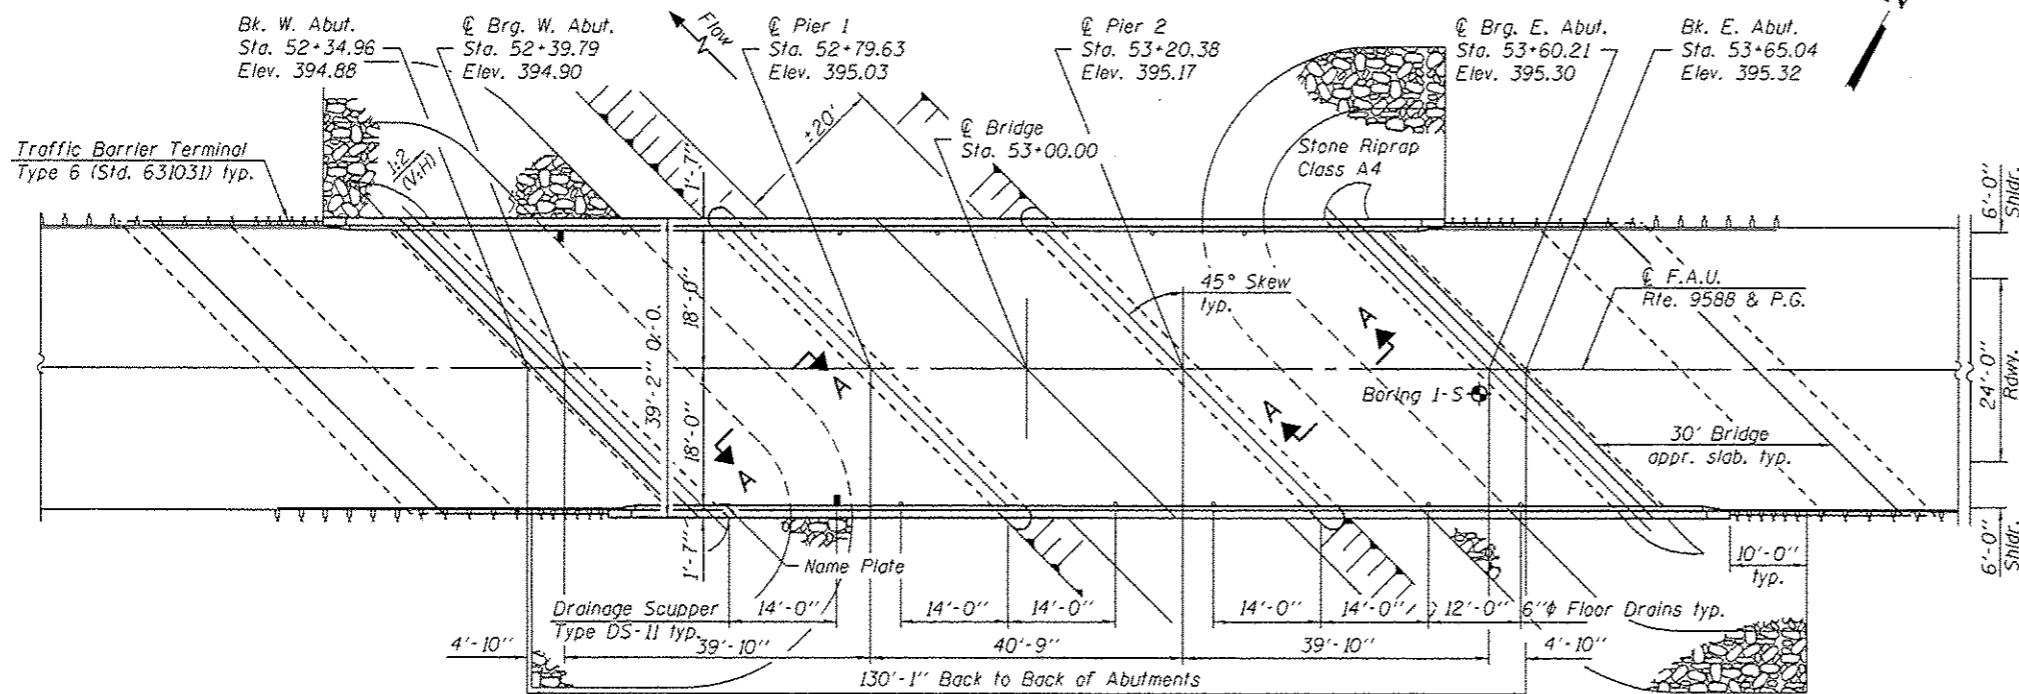 Bk. W. Abut.
Sta. 52+34.96
Elev. 394.88
℄ Brg. W. Abut.
Sta. 52+39.79
Elev. 394.90
Flow
N
℄ Pier 1
Sta. 52+79.63
Elev. 395.03
℄ Pier 2
Sta. 53+20.38
Elev. 395.17
℄ Brg. E. Abut.
Sta. 53+60.21
Elev. 395.30
Bk. E. Abut.
Sta. 53+65.04
Elev. 395.32
Traffic Barrier Terminal
Type 6 (Std. 631031) typ.
1:2
(V:H)
±20'
1'-7"
℄ Bridge
Sta. 53+00.00
Stone Riprap
Class A4
6'-0"
Shldr.
45° Skew
typ.
℄ F.A.U.
Rte. 9588 & P.G.
39'-2" O.-O.
18'-0"
18'-0"
A
A
A
A
Boring 1-S
24'-0"
Rdwy.
30' Bridge
appr. slab. typ.
1'-7"
Name Plate
6'-0"
Shldr.
10'-0"
typ.
Drainage Scupper
Type DS-11 typ.
14'-0"
14'-0"
14'-0"
14'-0"
14'-0"
12'-0"
6"φ Floor Drains typ.
4'-10"
39'-10"
40'-9"
39'-10"
4'-10"
130'-1" Back to Back of Abutments